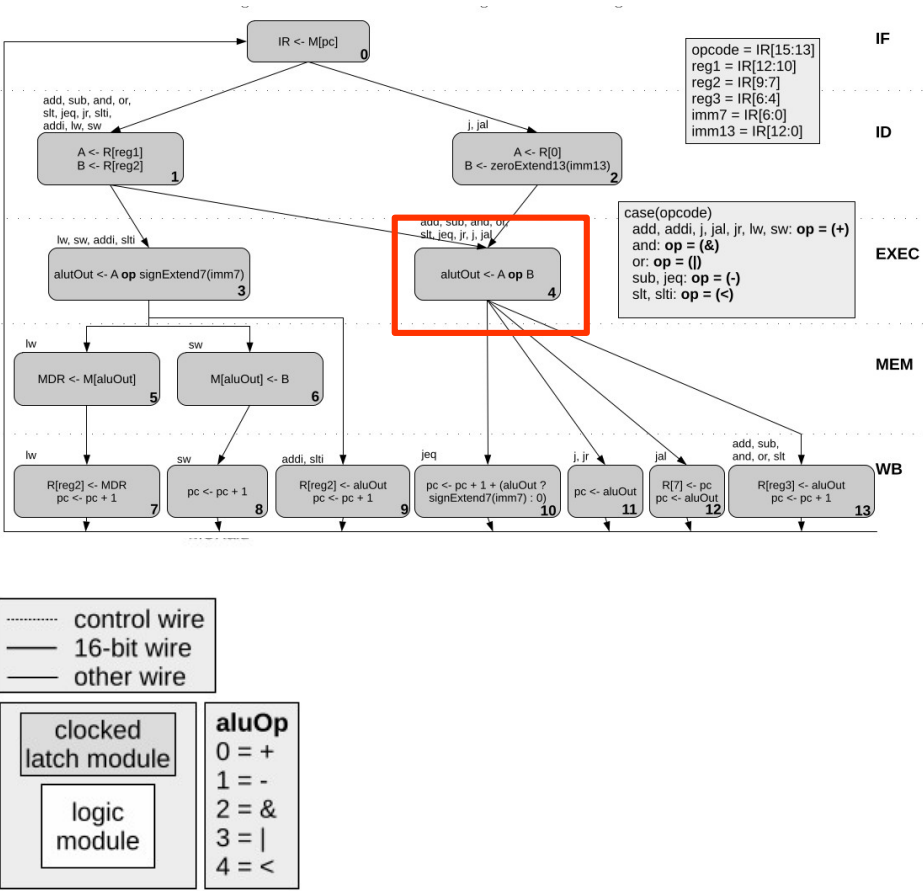 IR <- M[pc]
0
IF
opcode = IR[15:13]
reg1 = IR[12:10]
reg2 = IR[9:7]
reg3 = IR[6:4]
imm7 = IR[6:0]
imm13 = IR[12:0]
add, sub, and, or,
slt, jeq, jr, slti,
addi, lw, sw
j, jal
ID
A <- R[reg1]
B <- R[reg2]
1
A <- R[0]
B <- zeroExtend13(imm13)
2
add, sub, and, or,
slt, jeq, jr, j, jal
case(opcode)
add, addi, j, jal, jr, lw, sw: op = (+)
and: op = (&)
or: op = (|)
sub, jeq: op = (-)
slt, slti: op = (<)
EXEC
lw, sw, addi, slti
alutOut <- A op signExtend7(imm7)
3
alutOut <- A op B
4
lw
sw
MEM
MDR <- M[aluOut]
5
M[aluOut] <- B
6
lw
sw
addi, slti
jeq
j, jr
jal
add, sub,
and, or, slt
WB
R[reg2] <- MDR
pc <- pc + 1
7
pc <- pc + 1
8
R[reg2] <- aluOut
pc <- pc + 1
9
pc <- pc + 1 + (aluOut ?
signExtend7(imm7) : 0)
10
pc <- aluOut
11
R[7] <- pc
pc <- aluOut
12
R[reg3] <- aluOut
pc <- pc + 1
13
control wire
16-bit wire
other wire
clocked
latch module
logic
module
aluOp
0 = +
1 = -
2 = &
3 = |
4 = <